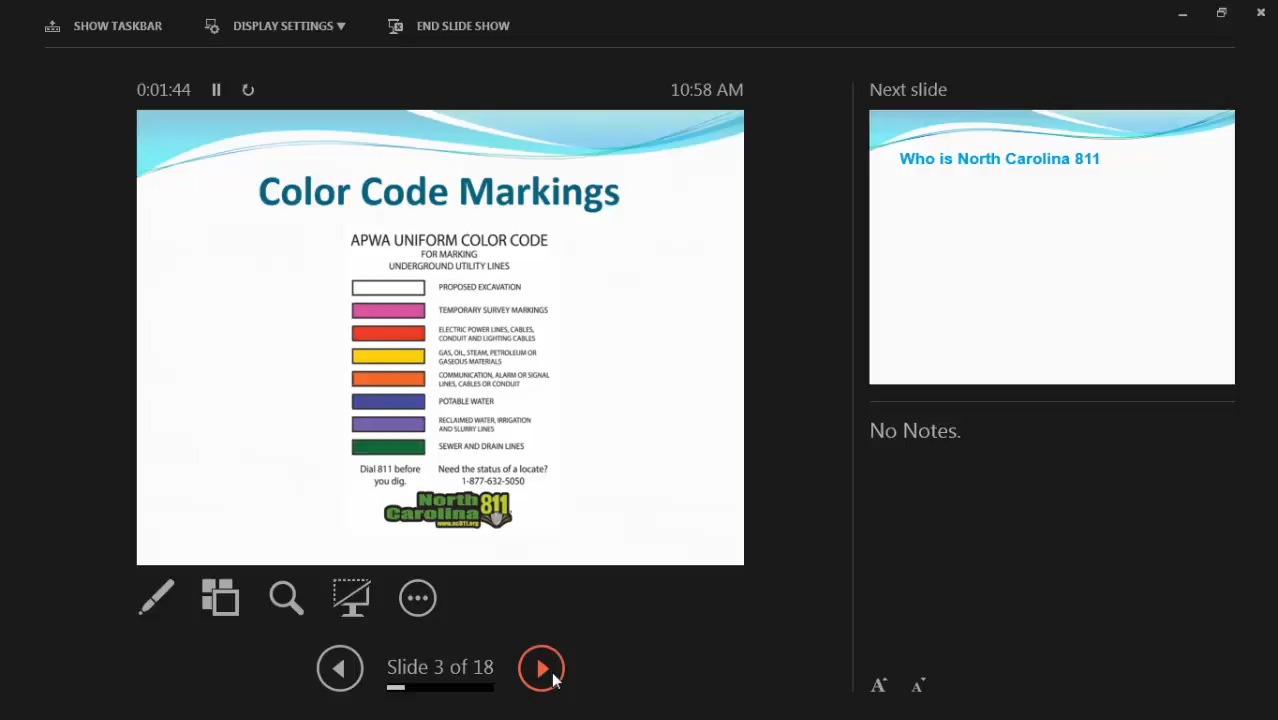 SHOW TASKBAR
DISPLAY SETTINGS
END SLIDE SHOW
0:01:44
10:58 AM
Next slide
Color Code Markings
APWA UNIFORM COLOR CODE
FOR MARKING
UNDERGROUND UTILITY LINES
PROPOSED EXCAVATION
TEMPORARY SURVEY MARKINGS
ELECTRIC POWER LINES, CABLES,
CONDUIT AND LIGHTING CABLES
GAS, OIL, STEAM, PETROLEUM OR
GASEOUS MATERIALS
COMMUNICATION, ALARM OR SIGNAL
LINES, CABLES OR CONDUIT
POTABLE WATER
RECLAIMED WATER, IRRIGATION
AND SLURRY LINES
SEWER AND DRAIN LINES
Dial 811 before
you dig.
Need the status of a locate?
1-877-632-5050
North
Carolina 811
www.nc811.org
Who is North Carolina 811
No Notes.
Slide 3 of 18
A A